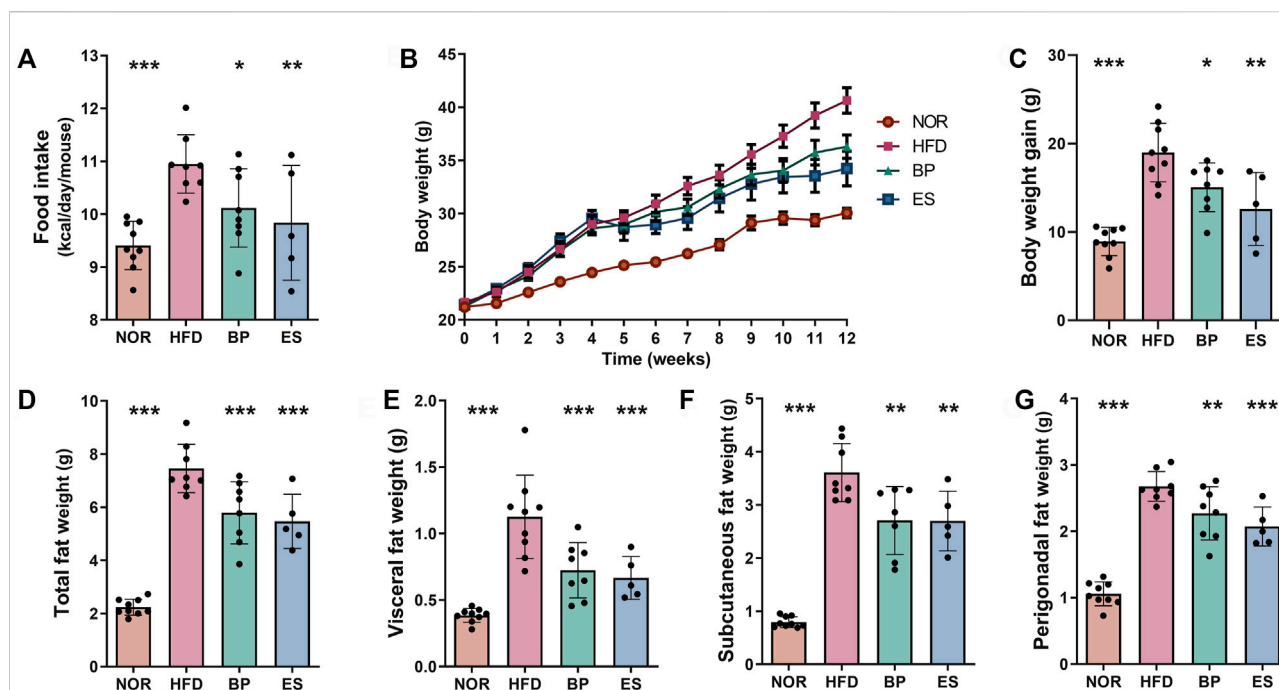 A
Food intake
(kcal/day/mouse)
13
12
11
10
9
8
***
*
**
NOR HFD BP ES
B
Body weight (g)
45
40
35
30
25
20
0 1 2 3 4 5 6 7 8 9 10 11 12
Time (weeks)
NOR
HFD
BP
ES
C
Body weight gain (g)
30
20
10
0
***
*
**
NOR HFD BP ES
D
Total fat weight (g)
10
8
6
4
2
0
***
***
***
NOR HFD BP ES
E
Visceral fat weight (g)
2.0
1.5
1.0
0.5
0.0
***
***
***
NOR HFD BP ES
F
Subcutaneous fat weight (g)
5
4
3
2
1
0
***
**
**
NOR HFD BP ES
G
Perigonadal fat weight (g)
4
3
2
1
0
***
**
***
NOR HFD BP ES